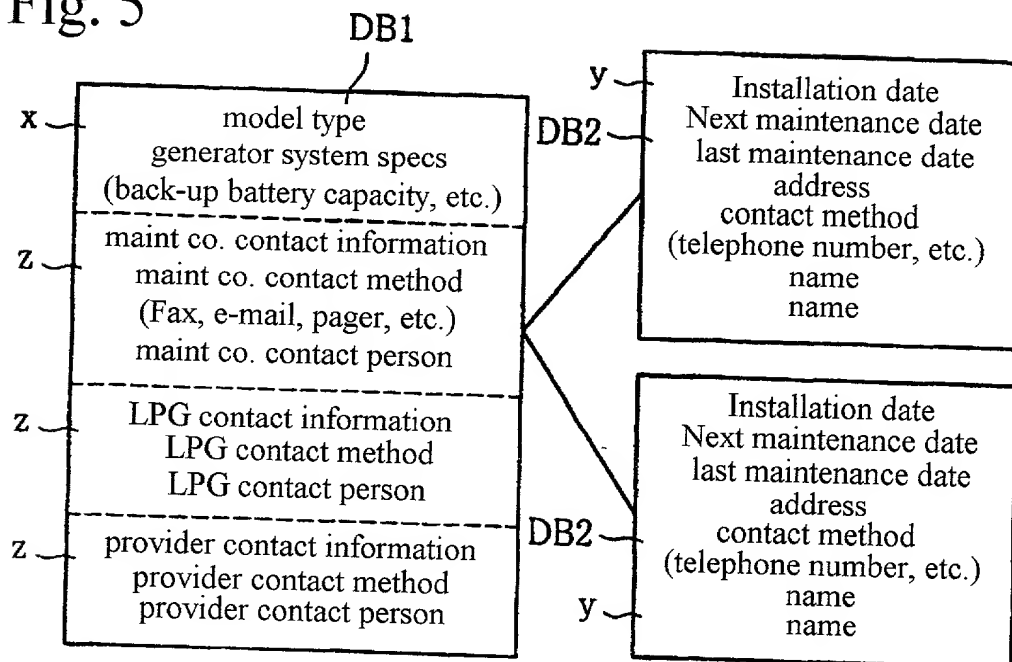 Fig. 5
DB1
x
model type
generator system specs
(back-up battery capacity, etc.)
z
maint co. contact information
maint co. contact method
(Fax, e-mail, pager, etc.)
maint co. contact person
z
LPG contact information
LPG contact method
LPG contact person
z
provider contact information
provider contact method
provider contact person
y
DB2
Installation date
Next maintenance date
last maintenance date
address
contact method
(telephone number, etc.)
name
name
DB2
y
Installation date
Next maintenance date
last maintenance date
address
contact method
(telephone number, etc.)
name
name